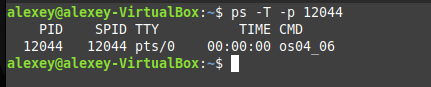 alexey@alexey-VirtualBox:~$ ps -T -p 12044
PID SPID TTY TIME CMD
12044 12044 pts/0 00:00:00 os04_06
alexey@alexey-VirtualBox:~$